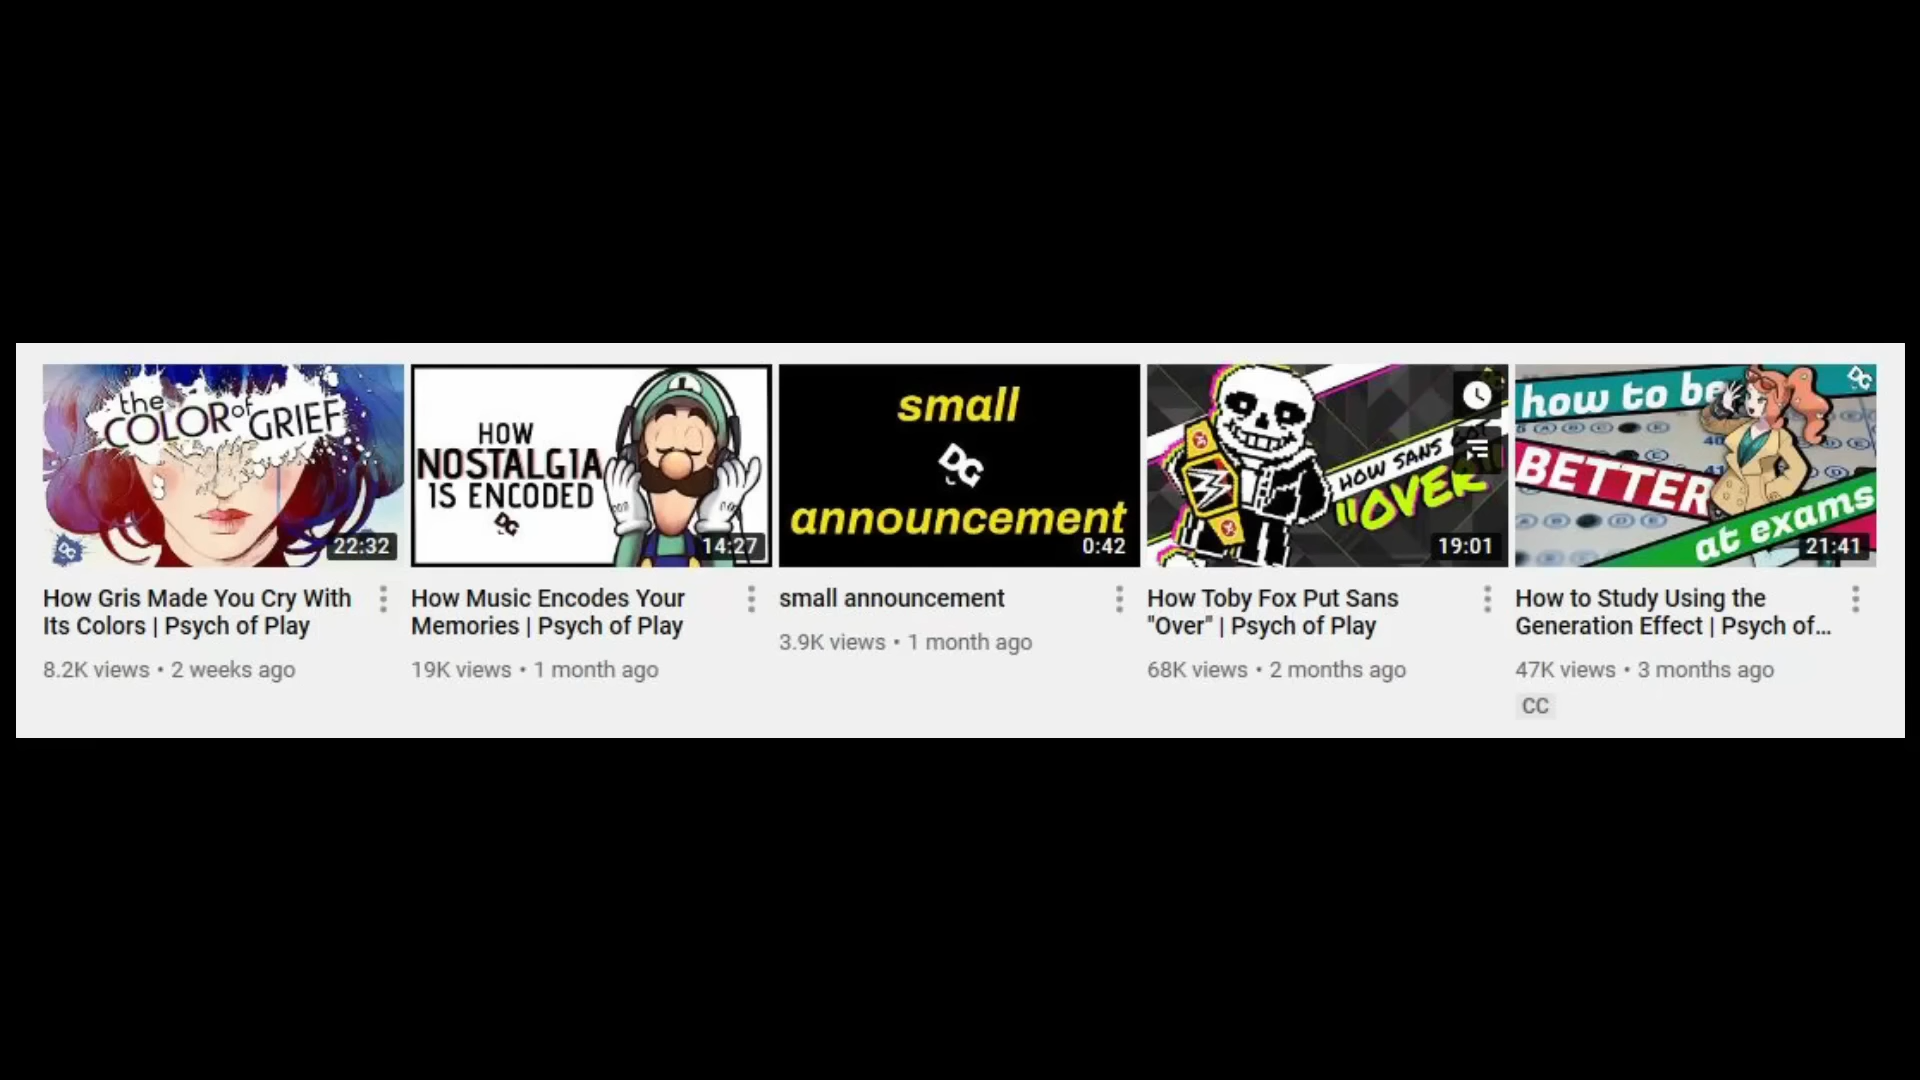 the
COLOR of GRIEF
DG
22:32
How Gris Made You Cry With
Its Colors | Psych of Play
8.2K views • 2 weeks ago
HOW
NOSTALGIA
IS ENCODED
DG
14:27
How Music Encodes Your
Memories | Psych of Play
19K views • 1 month ago
small
DG
announcement
0:42
small announcement
3.9K views • 1 month ago
HOW SANS
"OVER"
19:01
How Toby Fox Put Sans
"Over" | Psych of Play
68K views • 2 months ago
how to be
DG
BETTER
at exams
21:41
How to Study Using the
Generation Effect | Psych of...
47K views • 3 months ago
CC